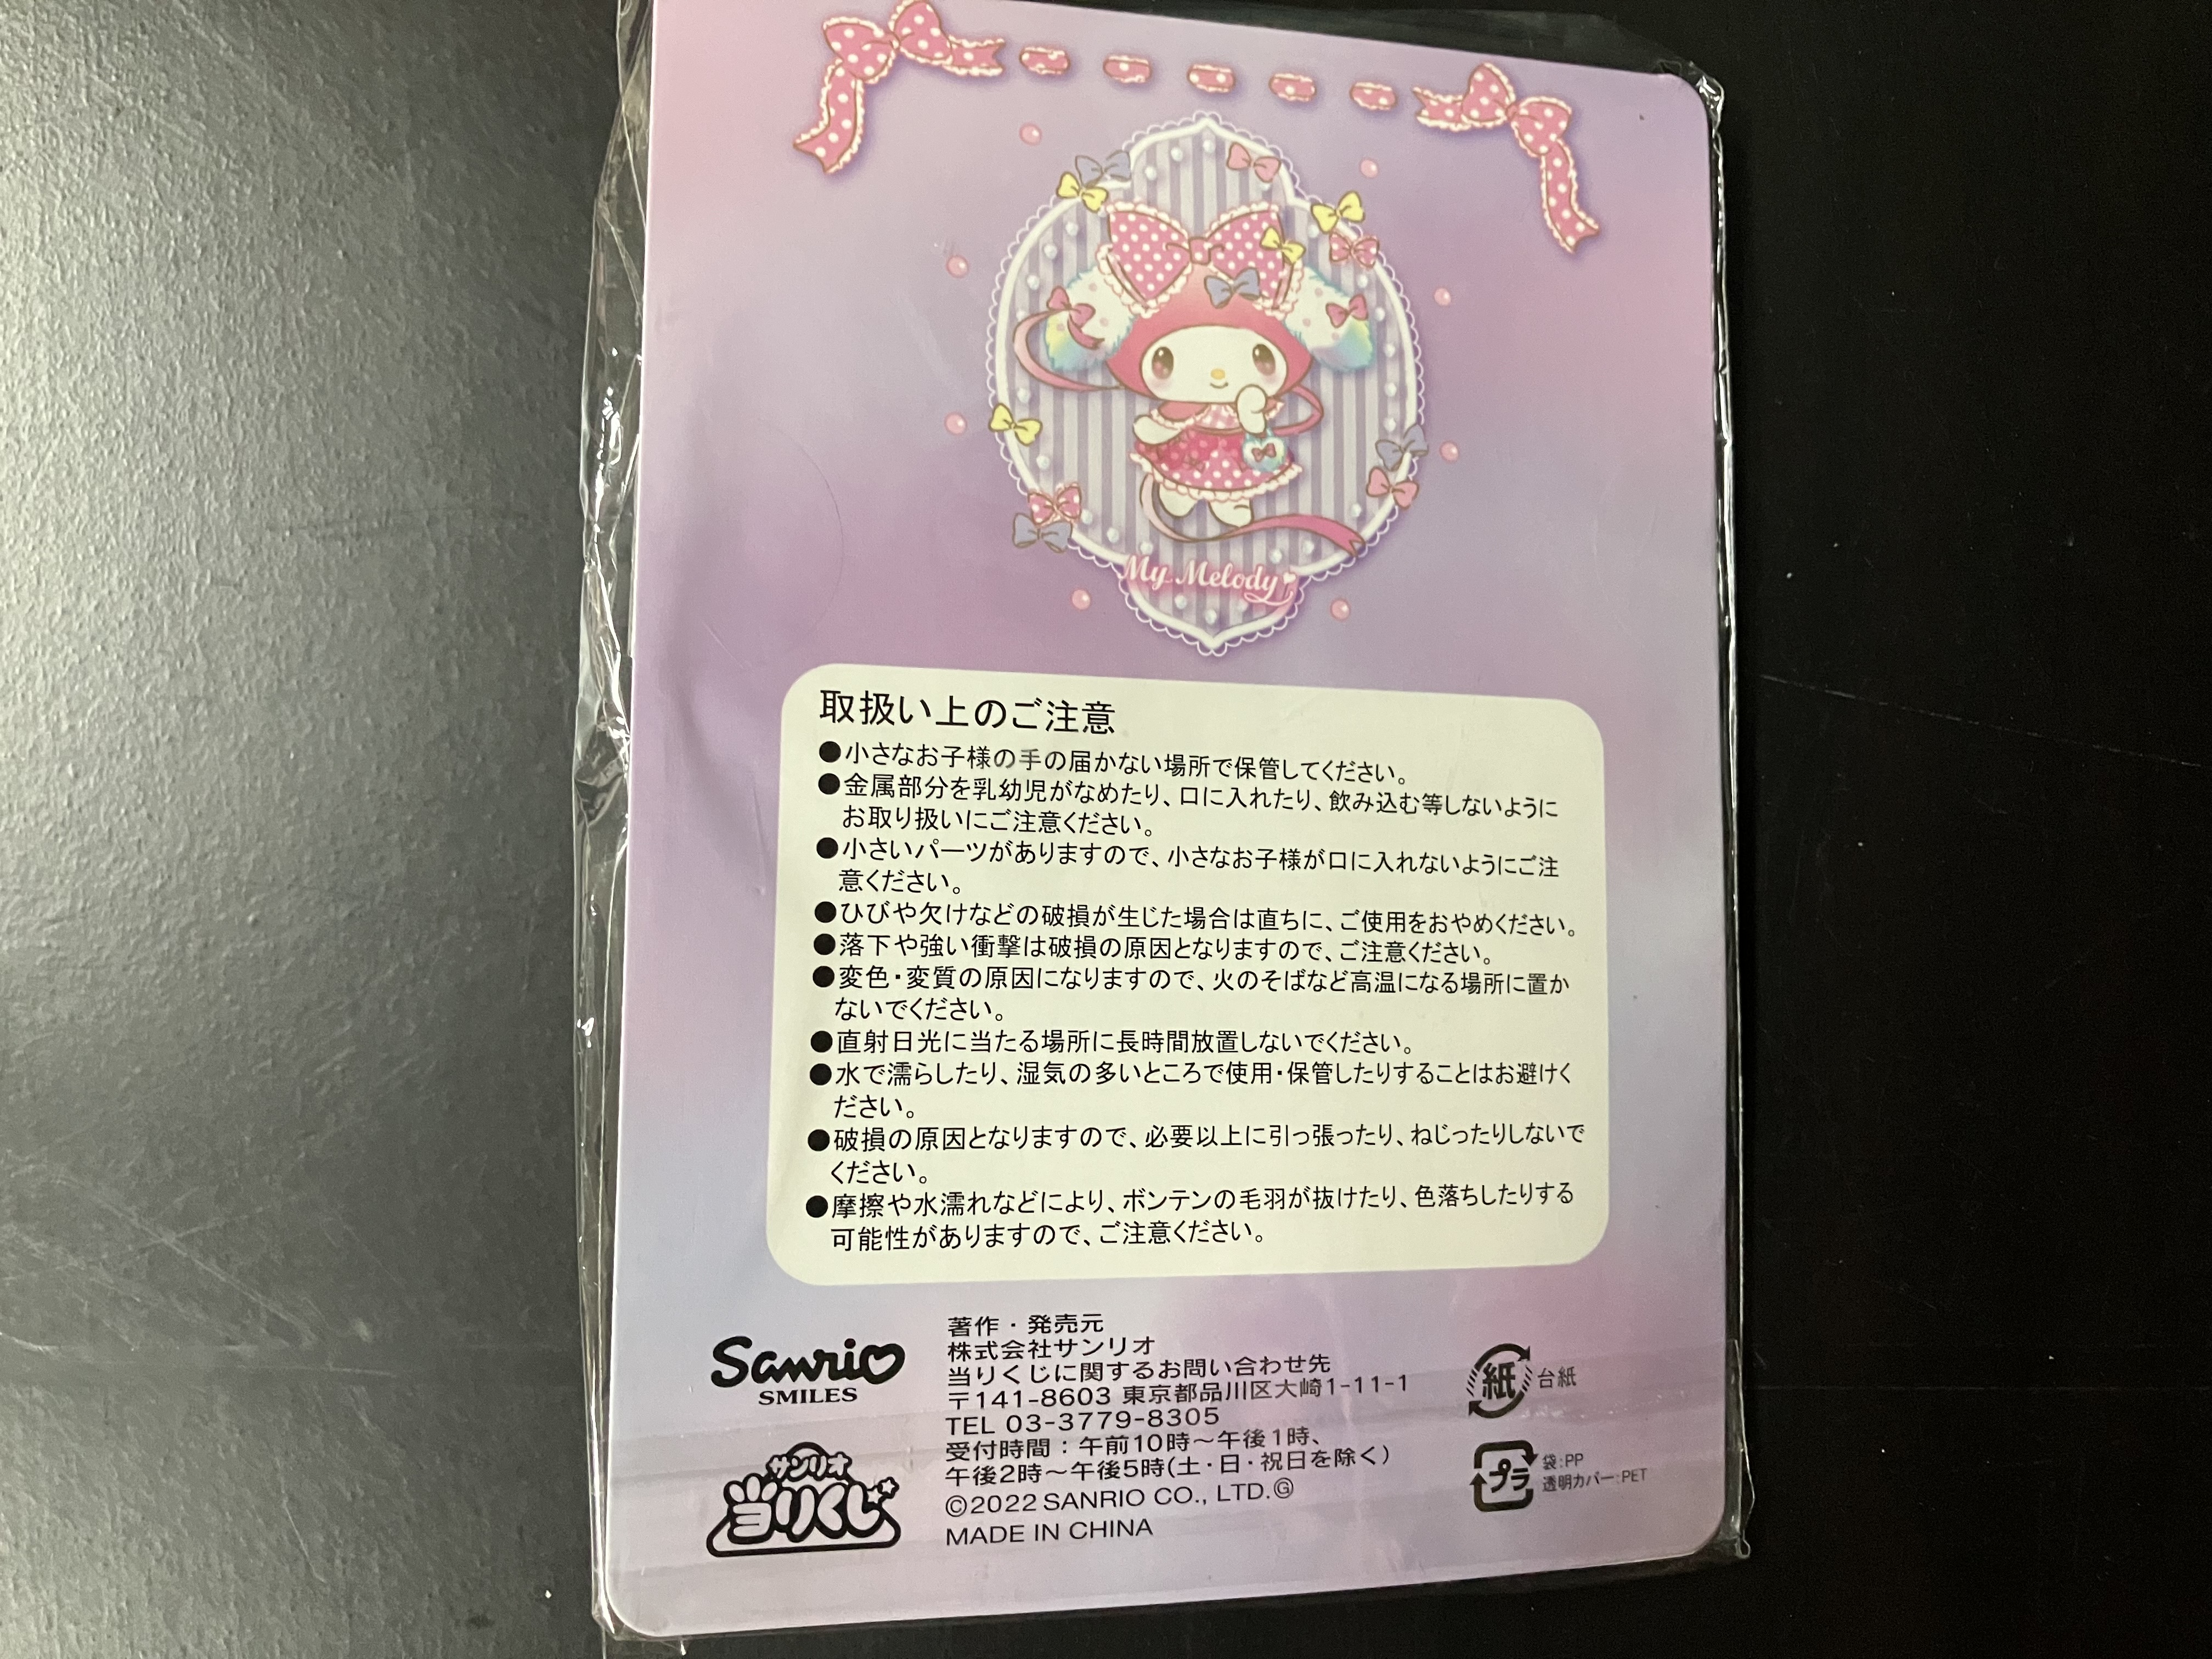 My Melody
取扱い上のご注意
●小さなお子様の手の届かない場所で保管してください。
●金属部分を乳幼児がなめたり、口に入れたり、飲み込む等しないように
お取り扱いにご注意ください。
●小さいパーツがありますので、小さなお子様が口に入れないようにご注
意ください。
●ひびや欠けなどの破損が生じた場合は直ちに、ご使用をおやめください。
●落下や強い衝撃は破損の原因となりますので、ご注意ください。
●変色・変質の原因になりますので、火のそばなど高温になる場所に置か
ないでください。
●直射日光に当たる場所に長時間放置しないでください。
●水で濡らしたり、湿気の多いところで使用・保管したりすることはお避けく
ださい。
●破損の原因となりますので、必要以上に引っ張ったり、ねじったりしないで
ください。
●摩擦や水濡れなどにより、ボンテンの毛羽が抜けたり、色落ちしたりする
可能性がありますので、ご注意ください。
Sanrio
SMILES
サンリオ
当りくじ
著作・発売元
株式会社サンリオ
当りくじに関するお問い合わせ先
〒141-8603 東京都品川区大崎1-11-1
TEL 03-3779-8305
受付時間：午前10時～午後1時、
午後2時～午後5時(土・日・祝日を除く)
©2022 SANRIO CO., LTD.Ⓖ
MADE IN CHINA
紙 台紙
プラ 袋:PP
透明カバー:PET